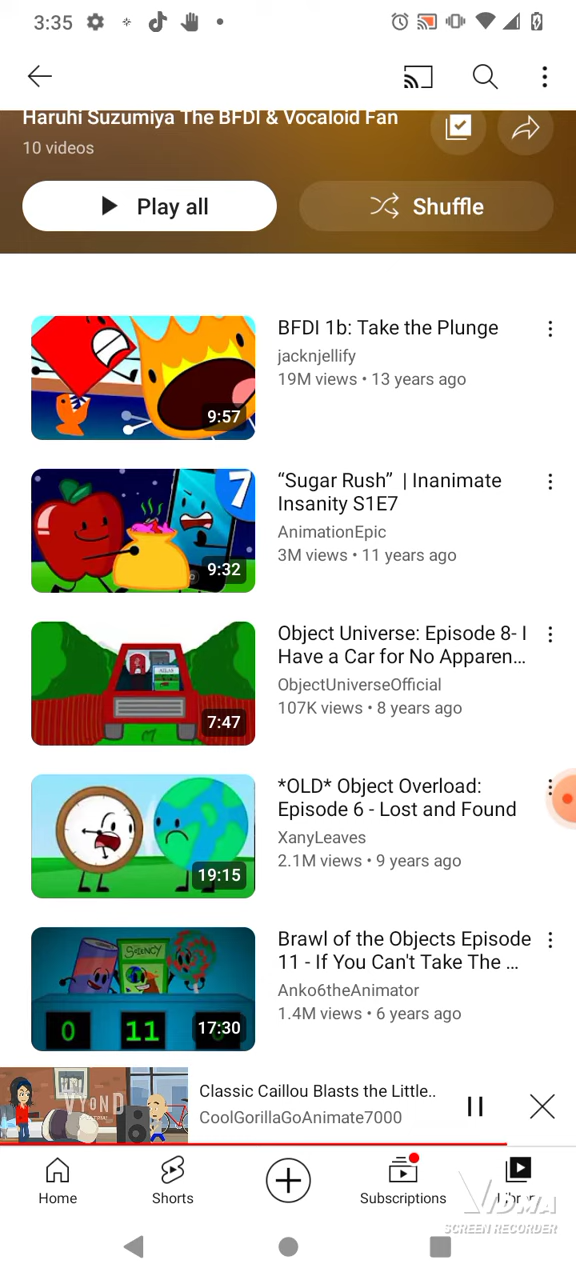 3:35
Haruhi Suzumiya The BFDI & Vocaloid Fan
10 videos
Play all
Shuffle
BFDI 1b: Take the Plunge
jacknjellify
19M views • 13 years ago
9:57
“Sugar Rush” | Inanimate
Insanity S1E7
AnimationEpic
3M views • 11 years ago
7
9:32
Object Universe: Episode 8- I
Have a Car for No Apparen...
ObjectUniverseOfficial
107K views • 8 years ago
7:47
*OLD* Object Overload:
Episode 6 - Lost and Found
XanyLeaves
2.1M views • 9 years ago
19:15
Brawl of the Objects Episode
11 - If You Can't Take The ...
Anko6theAnimator
1.4M views • 6 years ago
0
11
17:30
Classic Caillou Blasts the Little..
CoolGorillaGoAnimate7000
VYOND
Home
Shorts
Subscriptions
VIDMA
SCREEN RECORDER